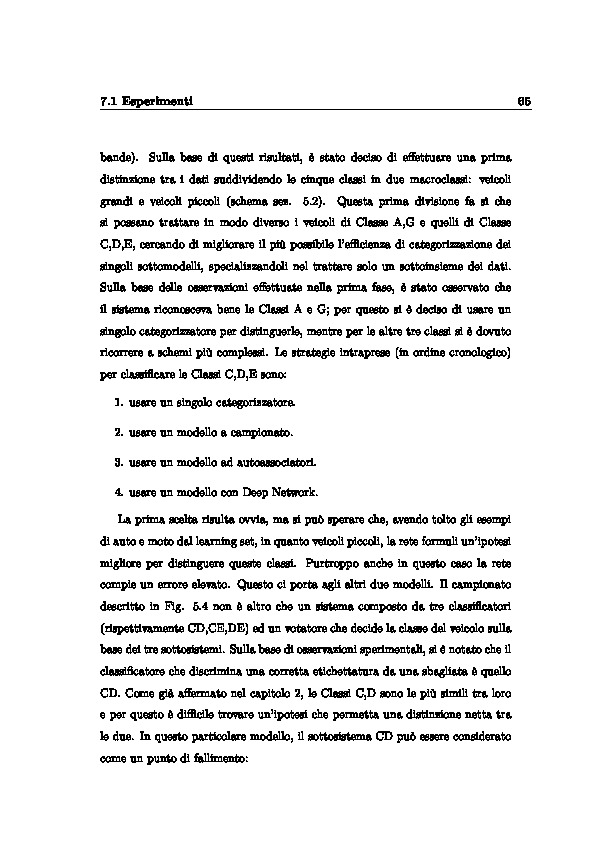 7.1 Esperimenti 65
bande). Sulla base di questi risultati, è stato deciso di effettuare una prima
distinzione tra i dati suddividendo le cinque classi in due macroclassi: veicoli
grandi e veicoli piccoli (schema sez. 5.2). Questa prima divisione fa sì che
si possano trattare in modo diverso i veicoli di Classe A,G e quelli di Classe
C,D,E, cercando di migliorare il più possibile l'efficienza di categorizzazione dei
singoli sottomodelli, specializzandoli nel trattare solo un sottoinsieme dei dati.
Sulla base delle osservazioni effettuate nella prima fase, è stato osservato che
il sistema riconosceva bene le Classi A e G; per questo si è deciso di usare un
singolo categorizzatore per distinguerle, mentre per le altre tre classi si è dovuto
ricorrere a schemi più complessi. Le strategie intraprese (in ordine cronologico)
per classificare le Classi C,D,E sono:
1. usare un singolo categorizzatore.
2. usare un modello a campionato.
3. usare un modello ad autoassociatori.
4. usare un modello con Deep Network.
La prima scelta risulta ovvia, ma si può sperare che, avendo tolto gli esempi
di auto e moto dal learning set, in quanto veicoli piccoli, la rete formuli un'ipotesi
migliore per distinguere queste classi. Purtroppo anche in questo caso la rete
compie un errore elevato. Questo ci porta agli altri due modelli. Il campionato
descritto in Fig. 5.4 non è altro che un sistema composto da tre classificatori
(rispettivamente CD,CE,DE) ed un votatore che decide la classe del veicolo sulla
base dei tre sottosistemi. Sulla base di osservazioni sperimentali, si è notato che il
classificatore che discrimina una corretta etichettatura da una sbagliata è quello
CD. Come già affermato nel capitolo 2, le Classi C,D sono le più simili tra loro
e per questo è difficile trovare un'ipotesi che permetta una distinzione netta tra
le due. In questo particolare modello, il sottosistema CD può essere considerato
come un punto di fallimento: